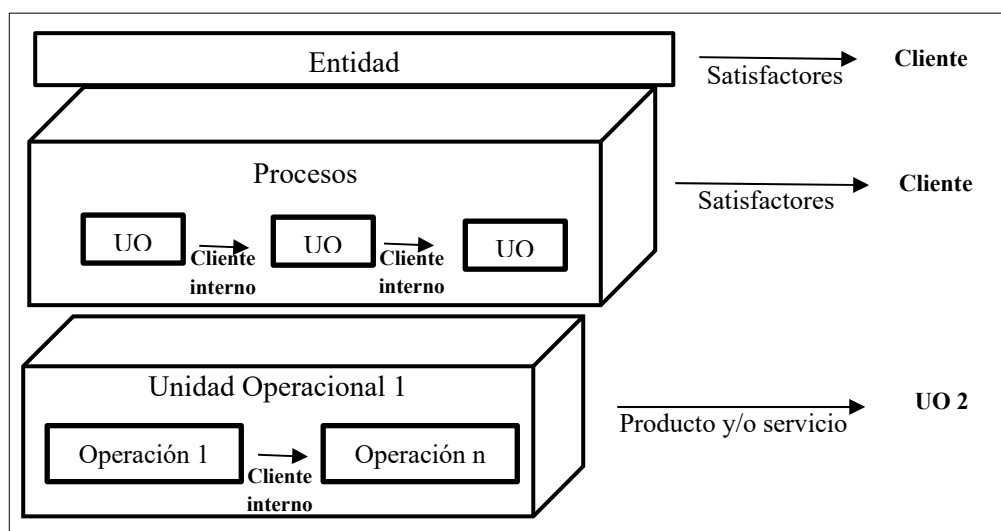 Entidad
Satisfactores
Cliente
Procesos
Satisfactores
Cliente
UO
Cliente
interno
UO
Cliente
interno
UO
Unidad Operacional 1
Producto y/o servicio
UO 2
Operación 1
Cliente
interno
Operación n